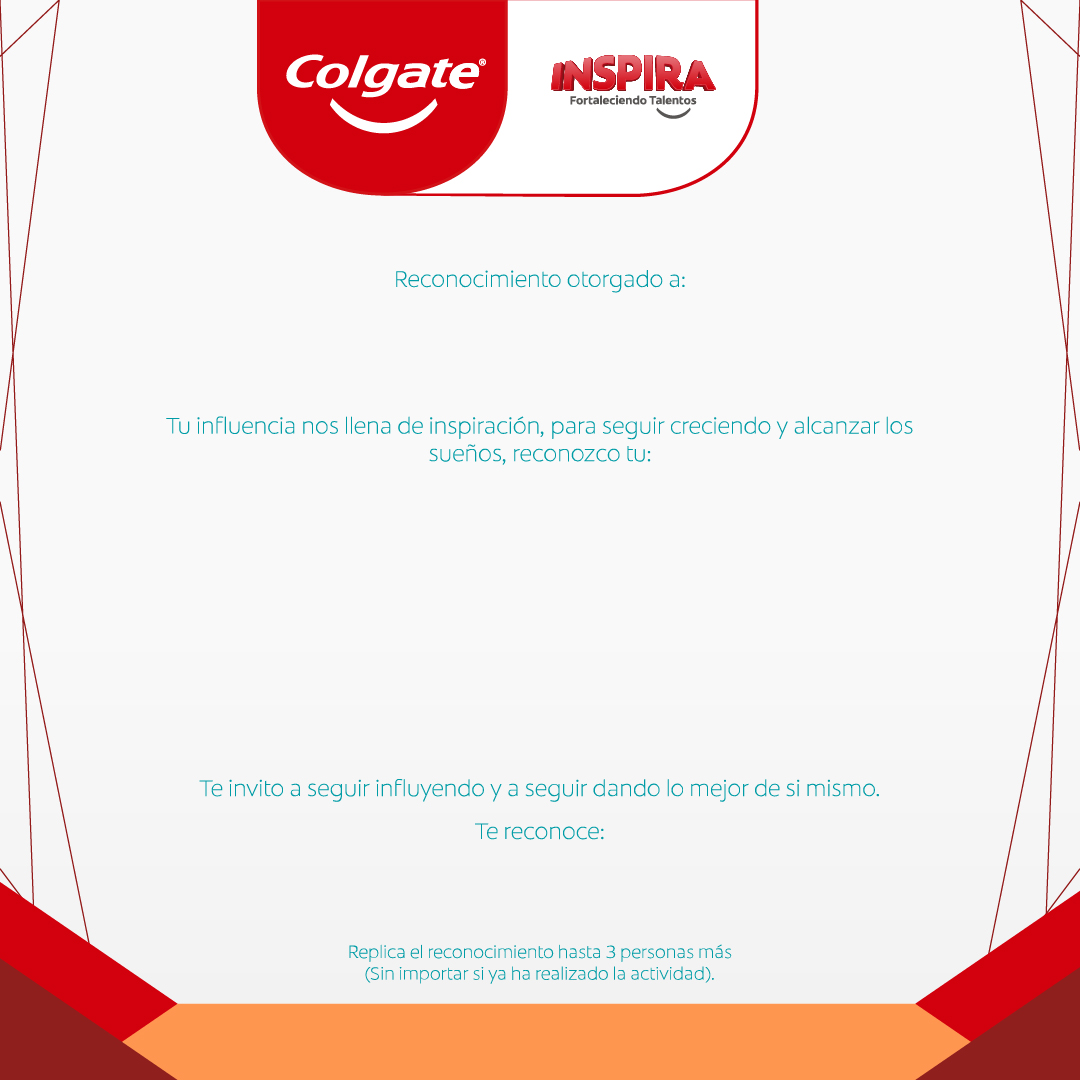 Colgate®
INSPIRA
Fortaleciendo Talentos
Reconocimiento otorgado a:
Tu influencia nos llena de inspiración, para seguir creciendo y alcanzar los
sueños, reconozco tu:
Te invito a seguir influyendo y a seguir dando lo mejor de si mismo.
Te reconoce:
Replica el reconocimiento hasta 3 personas más
(Sin importar si ya ha realizado la actividad).